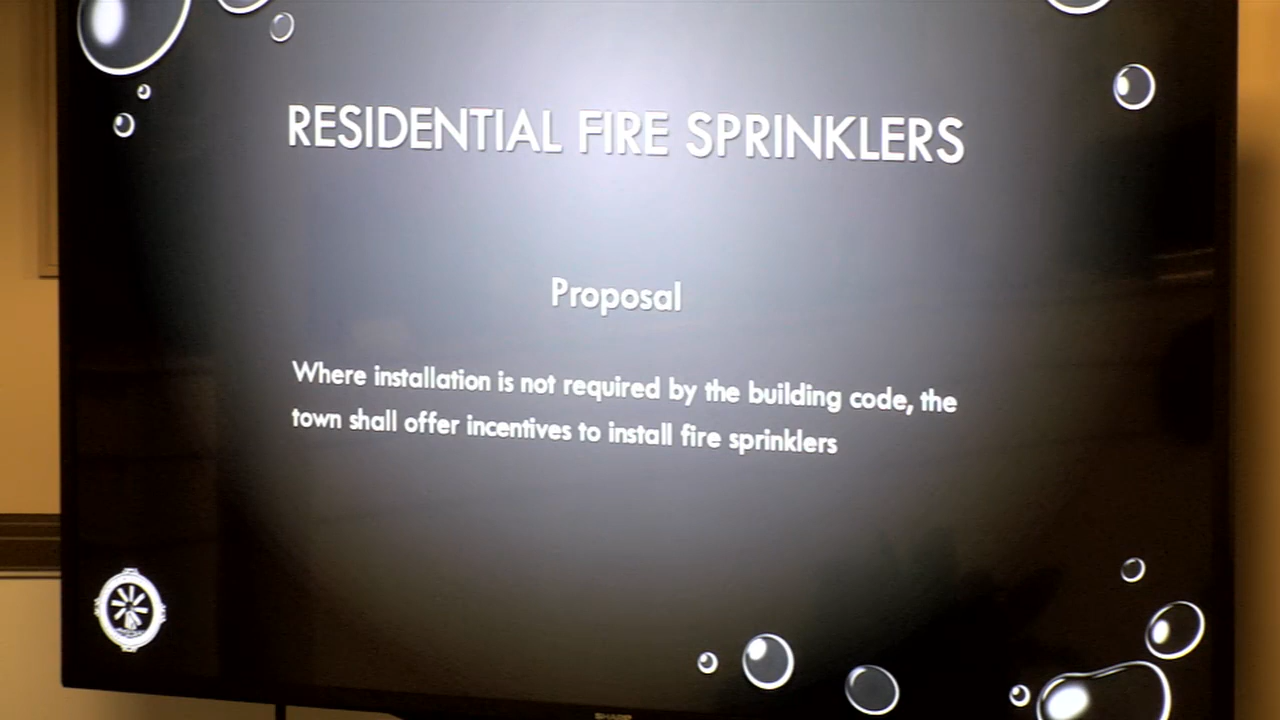 RESIDENTIAL FIRE SPRINKLERS
Proposal
Where installation is not required by the building code, the
town shall offer incentives to install fire sprinklers
SHARP